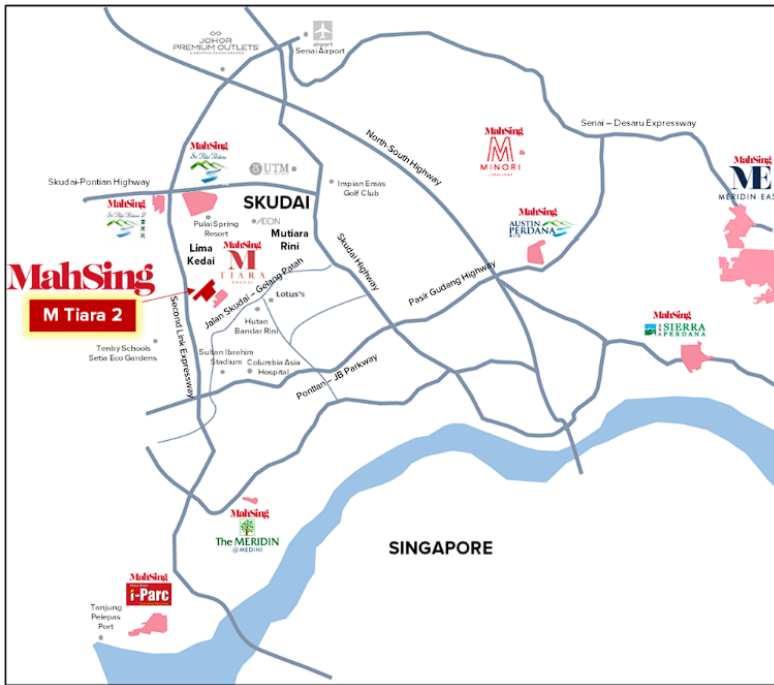 JOHOR
PREMIUM OUTLETS
airport
Senai Airport
Senai – Desaru Expressway
North-South Highway
MahSing
MINORI
MahSing
ME
MERIDIN EAST
MahSing
UTM
Skudai-Pontian Highway
SKUDAI
Impian Emas
Golf Club
MahSing
Pulai Spring
Resort
AEON
Mutiara
Rini
MahSing
AUSTIN
PERDANA
Lima
Kedai
MahSing
M
TIARA
Skudai Highway
MahSing
M Tiara 2
Jalan Skudai – Gelang Patah
Lotus's
Pasir Gudang Highway
Second Link Expressway
Hutan
Bandar Rini
MahSing
SIERRA
PERDANA
Tenby Schools
Setia Eco Gardens
Sultan Ibrahim
Stadium
Columbia Asia
Hospital
Pontian – JB Parkway
MahSing
The MERIDIN
@MEDINI
SINGAPORE
MahSing
i-Parc
Tanjung
Pelepas
Port